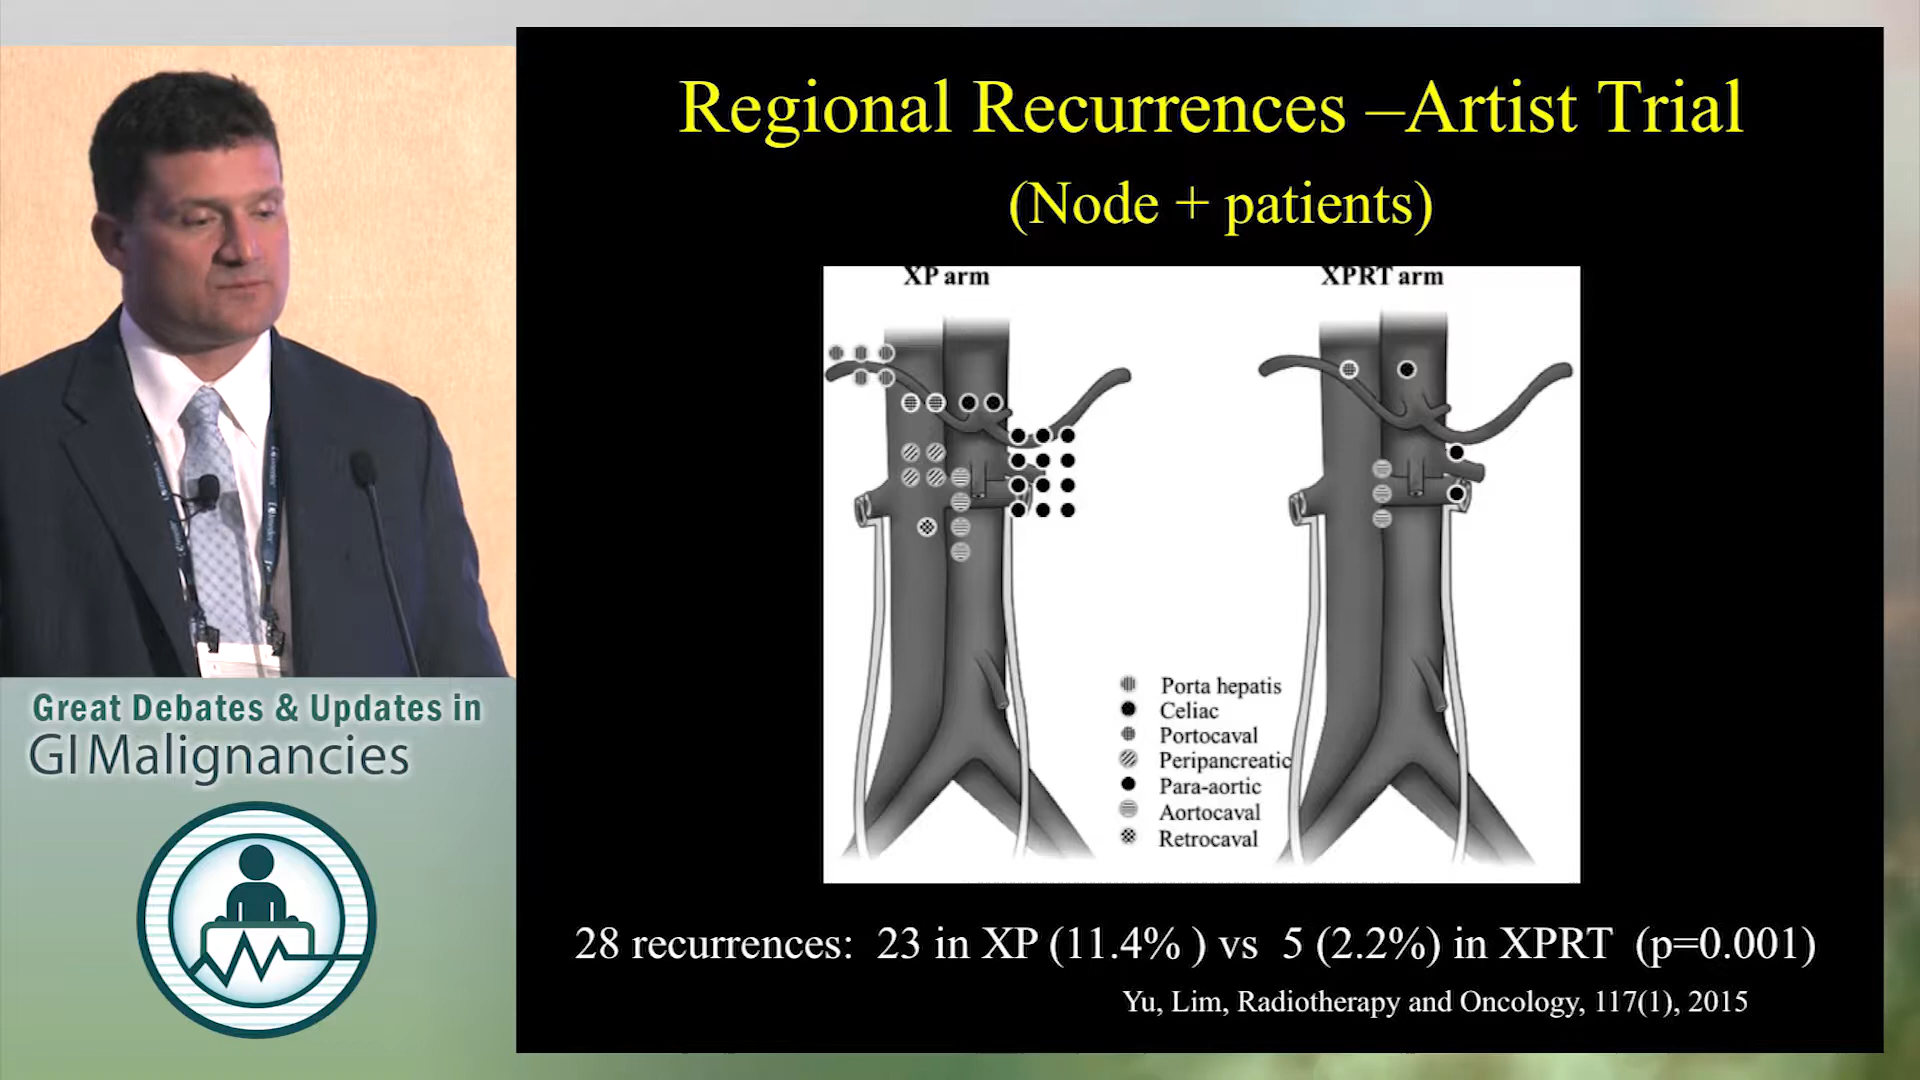 Regional Recurrences –Artist Trial
(Node + patients)
XP arm
XPRT arm
Porta hepatis
Celiac
Portocaval
Peripancreatic
Para-aortic
Aortocaval
Retrocaval
28 recurrences: 23 in XP (11.4% ) vs 5 (2.2%) in XPRT (p=0.001)
Yu, Lim, Radiotherapy and Oncology, 117(1), 2015
Great Debates & Updates in
GI Malignancies